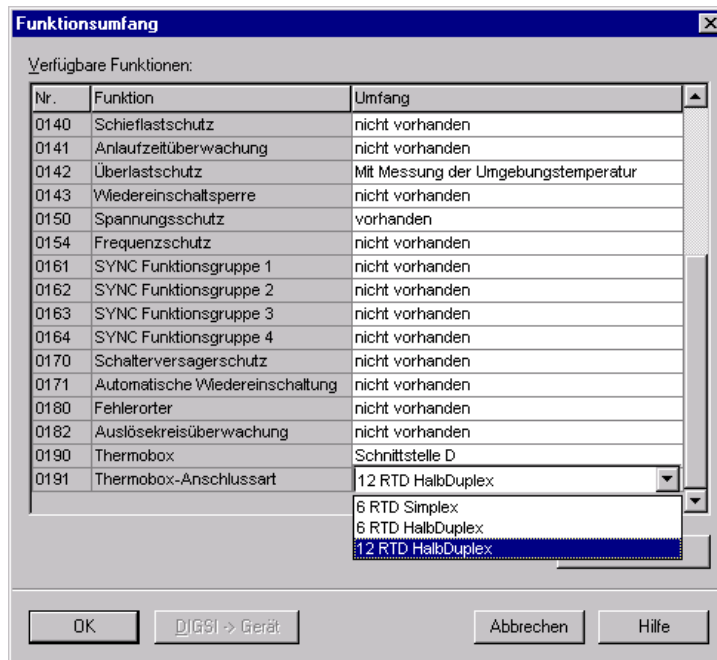 Funktionsumfang
Verfügbare Funktionen:
Nr. Funktion Umfang
0140 Schieflastschutz nicht vorhanden
0141 Anlaufzeitüberwachung nicht vorhanden
0142 Überlastschutz Mit Messung der Umgebungstemperatur
0143 Wiedereinschaltsperre nicht vorhanden
0150 Spannungsschutz vorhanden
0154 Frequenzschutz nicht vorhanden
0161 SYNC Funktionsgruppe 1 nicht vorhanden
0162 SYNC Funktionsgruppe 2 nicht vorhanden
0163 SYNC Funktionsgruppe 3 nicht vorhanden
0164 SYNC Funktionsgruppe 4 nicht vorhanden
0170 Schalterversagerschutz nicht vorhanden
0171 Automatische Wiedereinschaltung nicht vorhanden
0180 Fehlerorter nicht vorhanden
0182 Auslösekreisüberwachung nicht vorhanden
0190 Thermobox Schnittstelle D
0191 Thermobox-Anschlussart 12 RTD HalbDuplex
6 RTD Simplex
6 RTD HalbDuplex
12 RTD HalbDuplex
OK DIGSI -> Gerät Abbrechen Hilfe